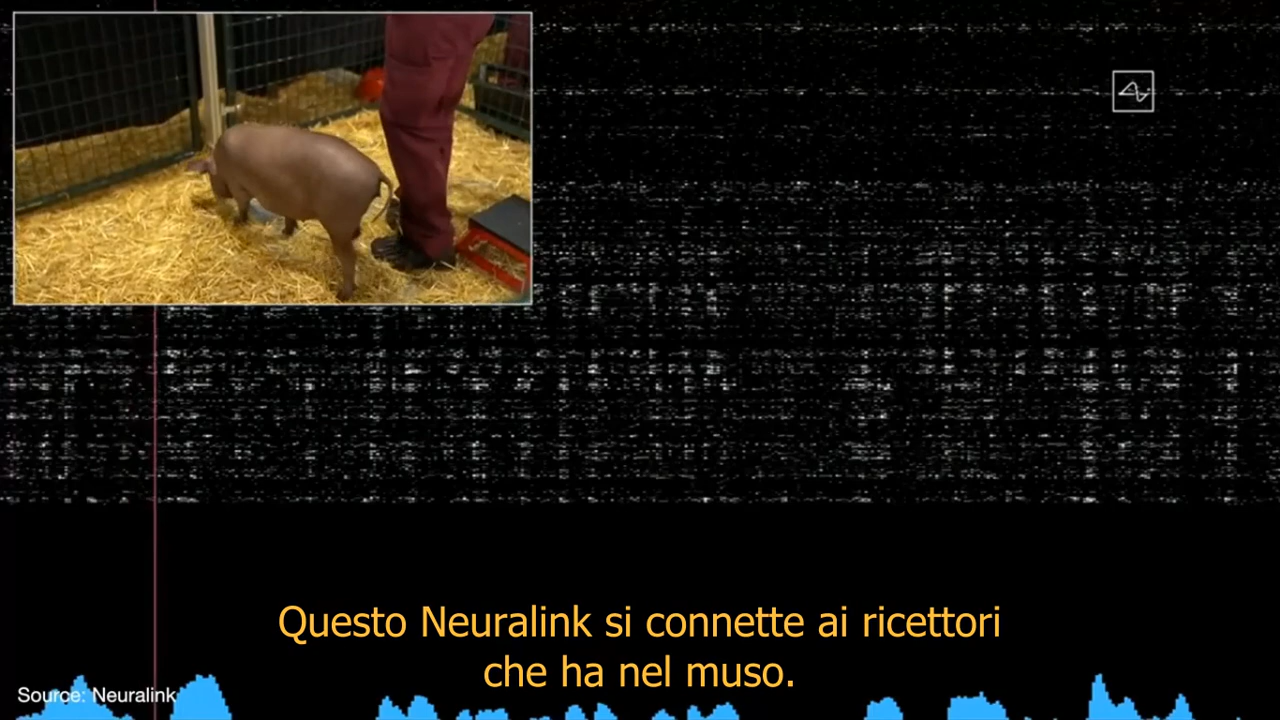 Questo Neuralink si connette ai ricettori
che ha nel muso.
Source: Neuralink